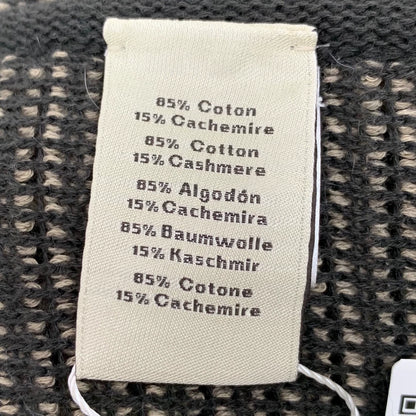 85% Coton
15% Cachemire
85% Cotton
15% Cashmere
85% Algodón
15% Cachemira
85% Baumwolle
15% Kaschmir
85% Cotone
15% Cachemire